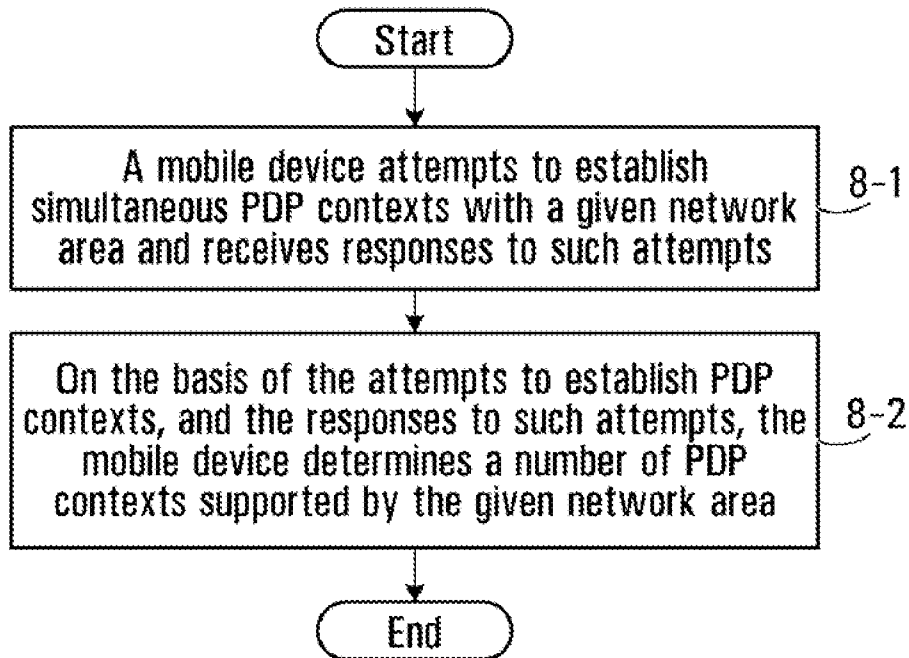 Start
A mobile device attempts to establish
simultaneous PDP contexts with a given network
area and receives responses to such attempts
8-1
On the basis of the attempts to establish PDP
contexts, and the responses to such attempts, the
mobile device determines a number of PDP
contexts supported by the given network area
8-2
End